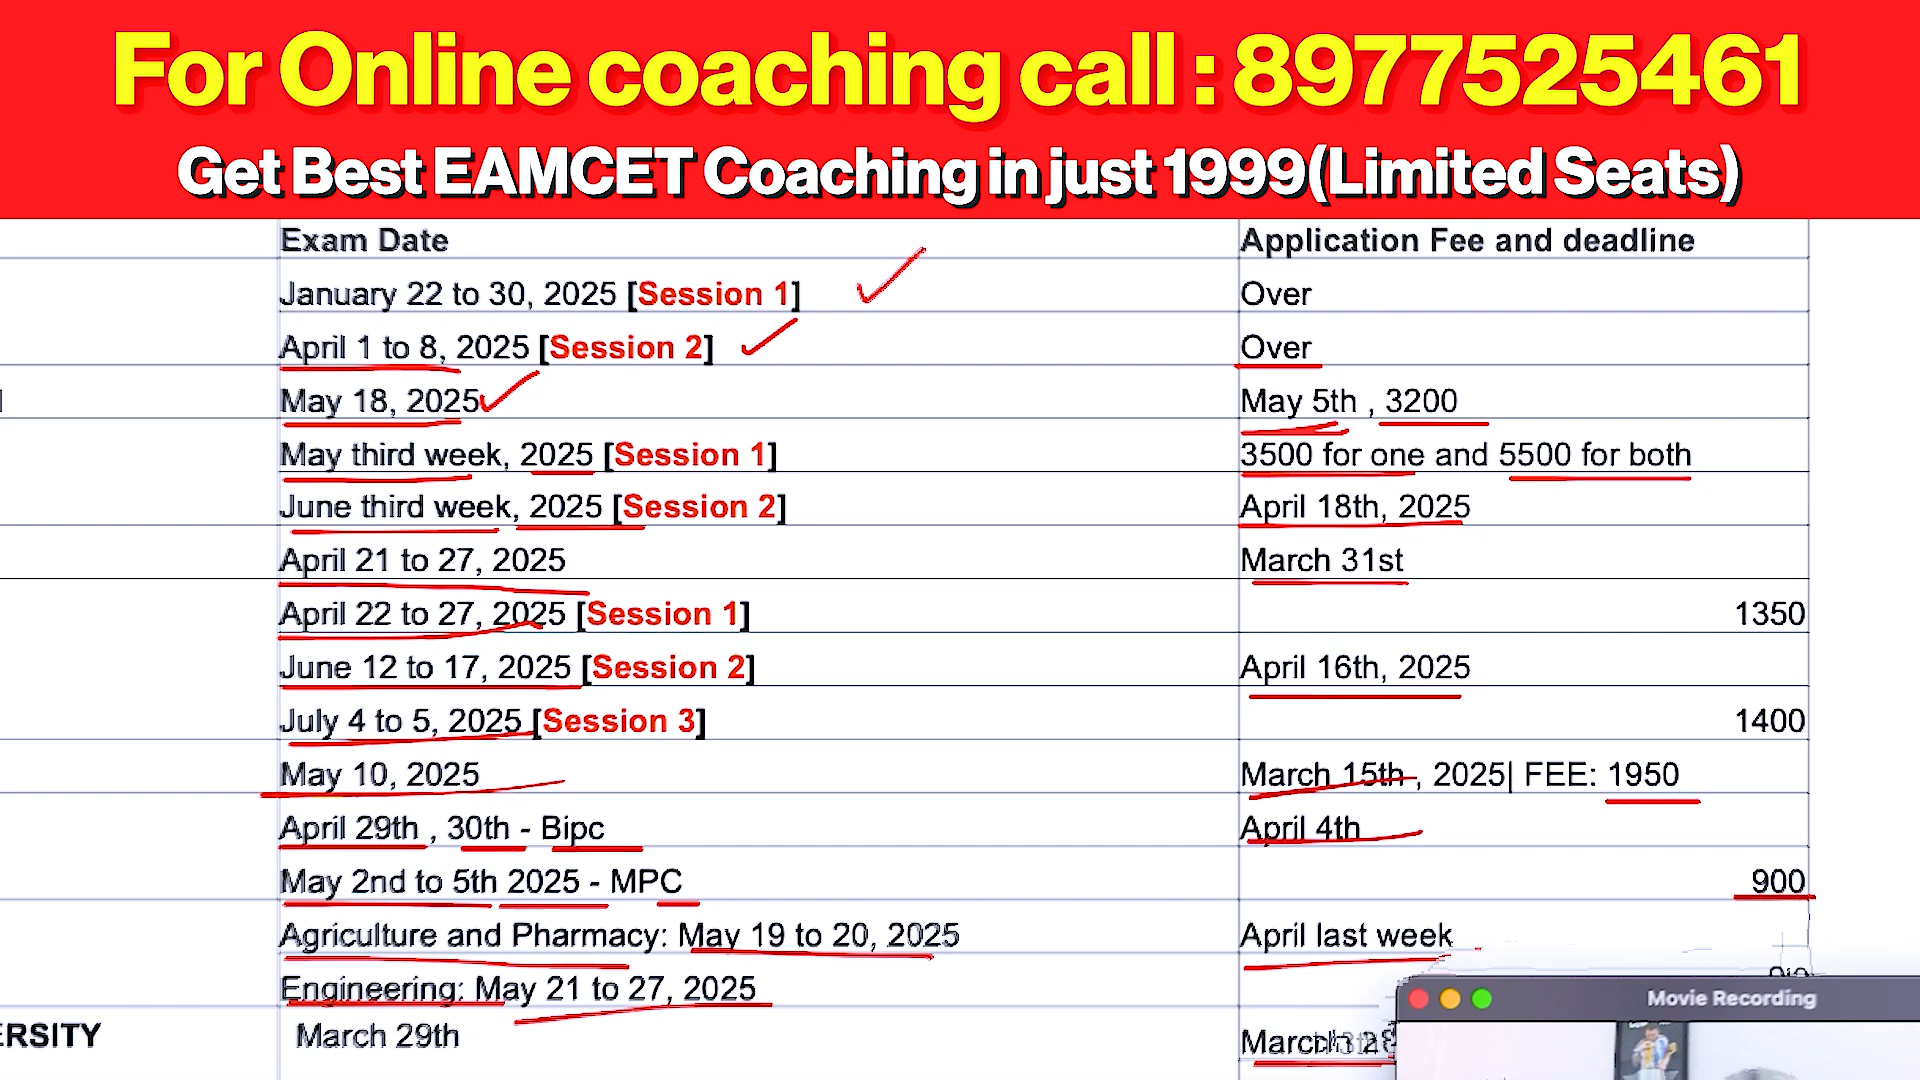 For Online coaching call : 8977525461
Get Best EAMCET Coaching in just 1999(Limited Seats)
Exam Date Application Fee and deadline
January 22 to 30, 2025 [Session 1] Over
April 1 to 8, 2025 [Session 2] Over
May 18, 2025 May 5th , 3200
May third week, 2025 [Session 1] 3500 for one and 5500 for both
June third week, 2025 [Session 2] April 18th, 2025
April 21 to 27, 2025 March 31st
April 22 to 27, 2025 [Session 1] 1350
June 12 to 17, 2025 [Session 2] April 16th, 2025
July 4 to 5, 2025 [Session 3] 1400
May 10, 2025 March 15th , 2025| FEE: 1950
April 29th , 30th - Bipc April 4th
May 2nd to 5th 2025 - MPC 900
Agriculture and Pharmacy: May 19 to 20, 2025 April last week
Engineering: May 21 to 27, 2025
Movie Recording
ERSITY March 29th March